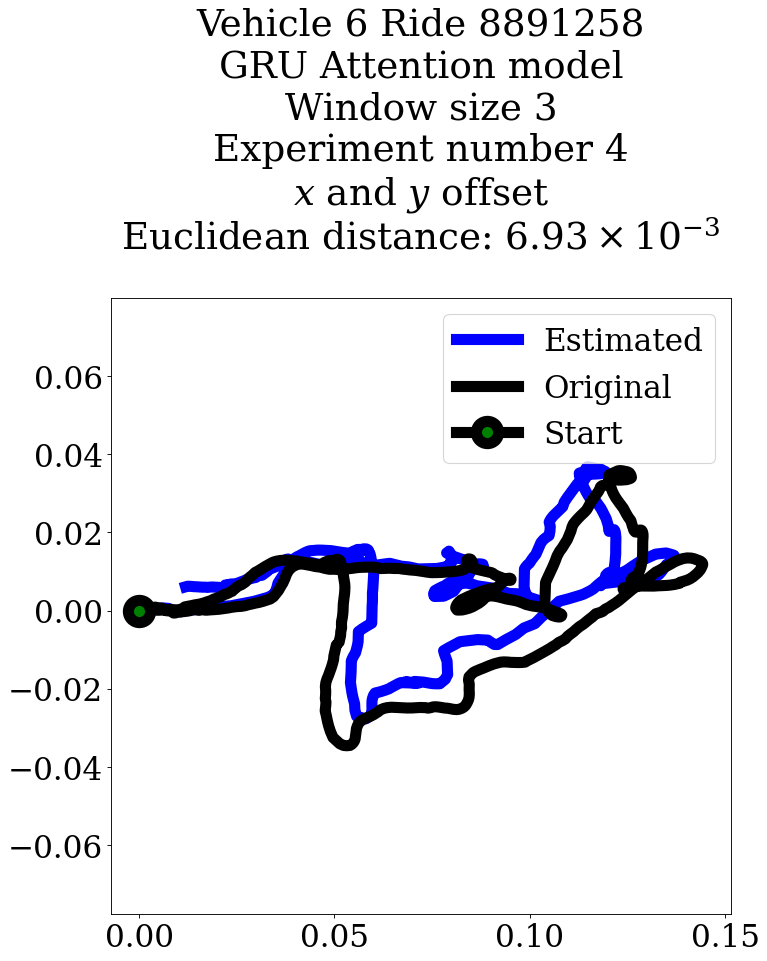 Vehicle 6 Ride 8891258
GRU Attention model
Window size 3
Experiment number 4
x and y offset
Euclidean distance: 6.93 × 10⁻³
Estimated
Original
Start
0.06
0.04
0.02
0.00
−0.02
−0.04
−0.06
0.00 0.05 0.10 0.15